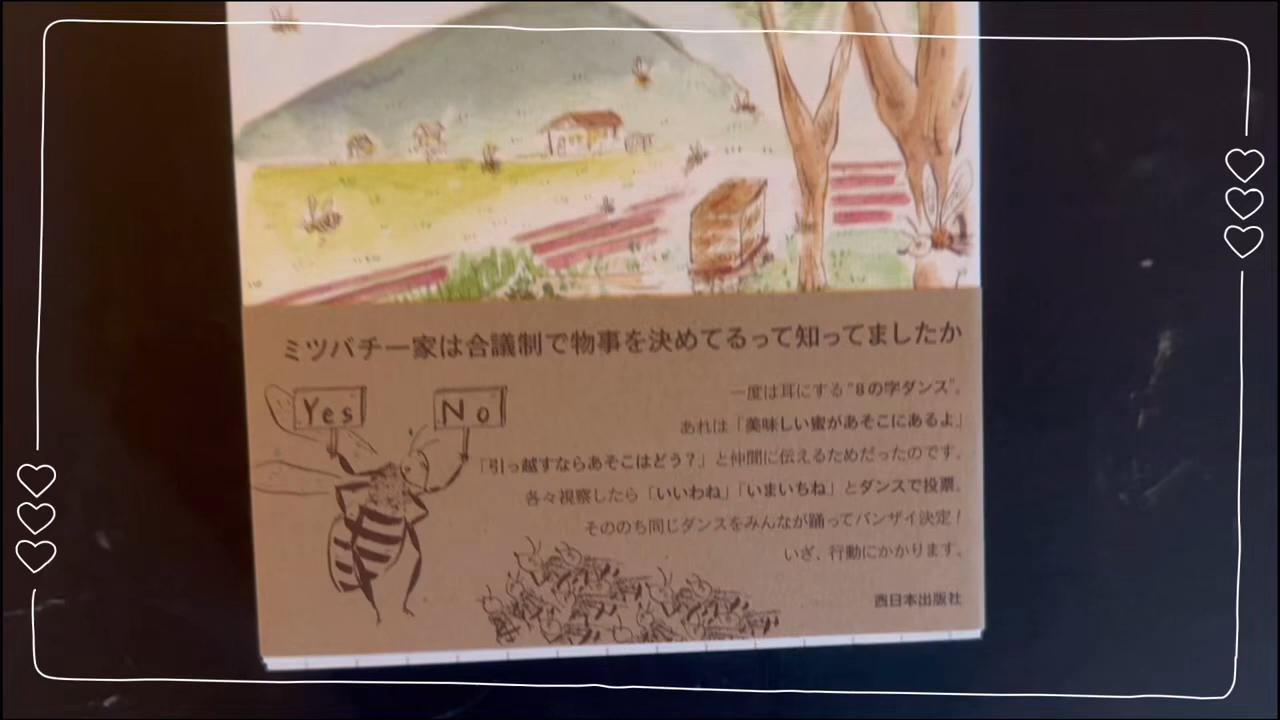 ミツバチ一家は合議制で物事を決めてるって知ってましたか
Yes
No
一度は耳にする“8の字ダンス”。
あれは「美味しい蜜があそこにあるよ」
「引っ越すならあそこはどう？」と仲間に伝えるためだったのです。
各々視察したら「いいわね」「いまいちね」とダンスで投票。
そののち同じダンスをみんなが踊ってバンザイ決定！
いざ、行動にかかります。
西日本出版社